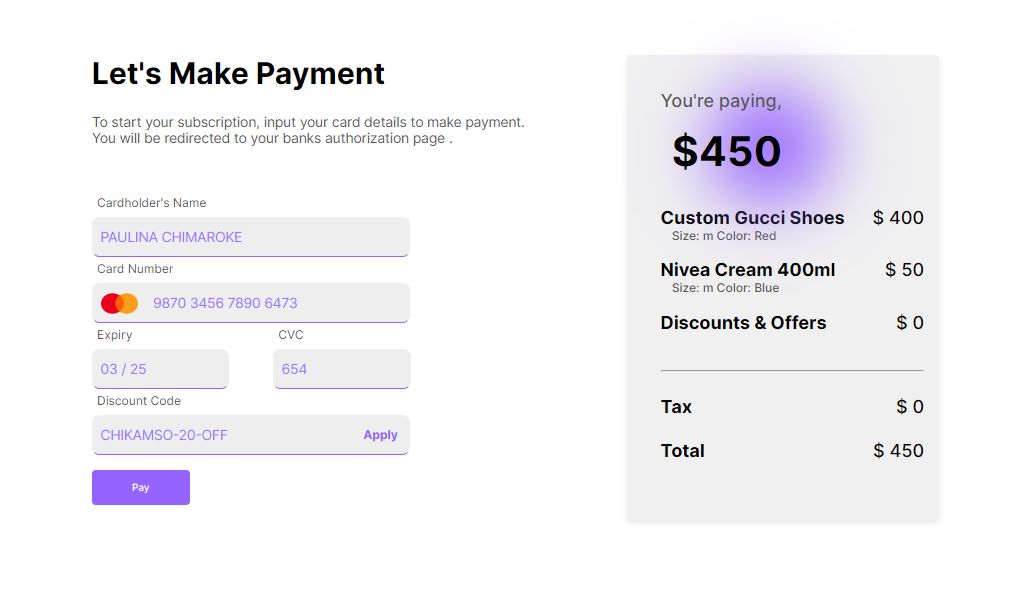 Let's Make Payment
To start your subscription, input your card details to make payment.
You will be redirected to your banks authorization page .
Cardholder's Name
PAULINA CHIMAROKE
Card Number
9870 3456 7890 6473
Expiry
CVC
03 / 25
654
Discount Code
CHIKAMSO-20-OFF
Apply
Pay
You're paying,
$450
Custom Gucci Shoes $ 400
Size: m Color: Red
Nivea Cream 400ml $ 50
Size: m Color: Blue
Discounts & Offers $ 0
Tax $ 0
Total $ 450